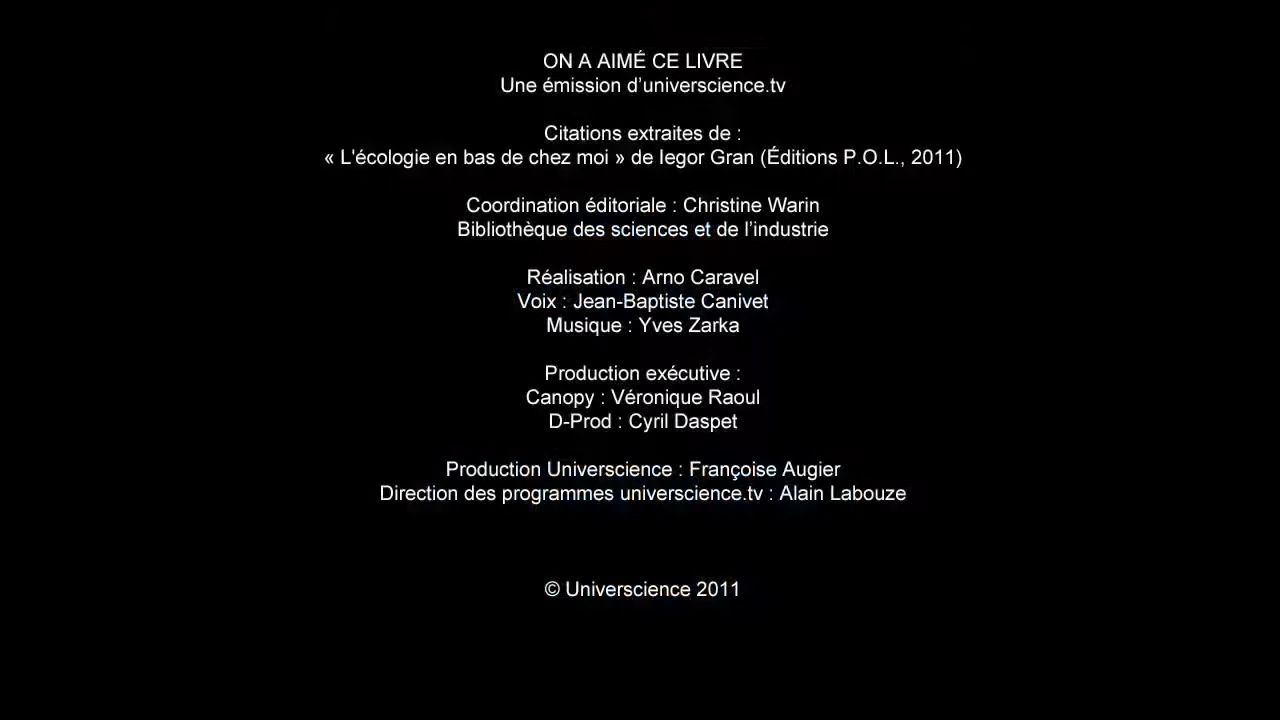 ON A AIMÉ CE LIVRE
Une émission d’universcience.tv
Citations extraites de :
« L'écologie en bas de chez moi » de Iegor Gran (Éditions P.O.L., 2011)
Coordination éditoriale : Christine Warin
Bibliothèque des sciences et de l’industrie
Réalisation : Arno Caravel
Voix : Jean-Baptiste Canivet
Musique : Yves Zarka
Production exécutive :
Canopy : Véronique Raoul
D-Prod : Cyril Daspet
Production Universcience : Françoise Augier
Direction des programmes universcience.tv : Alain Labouze
© Universcience 2011